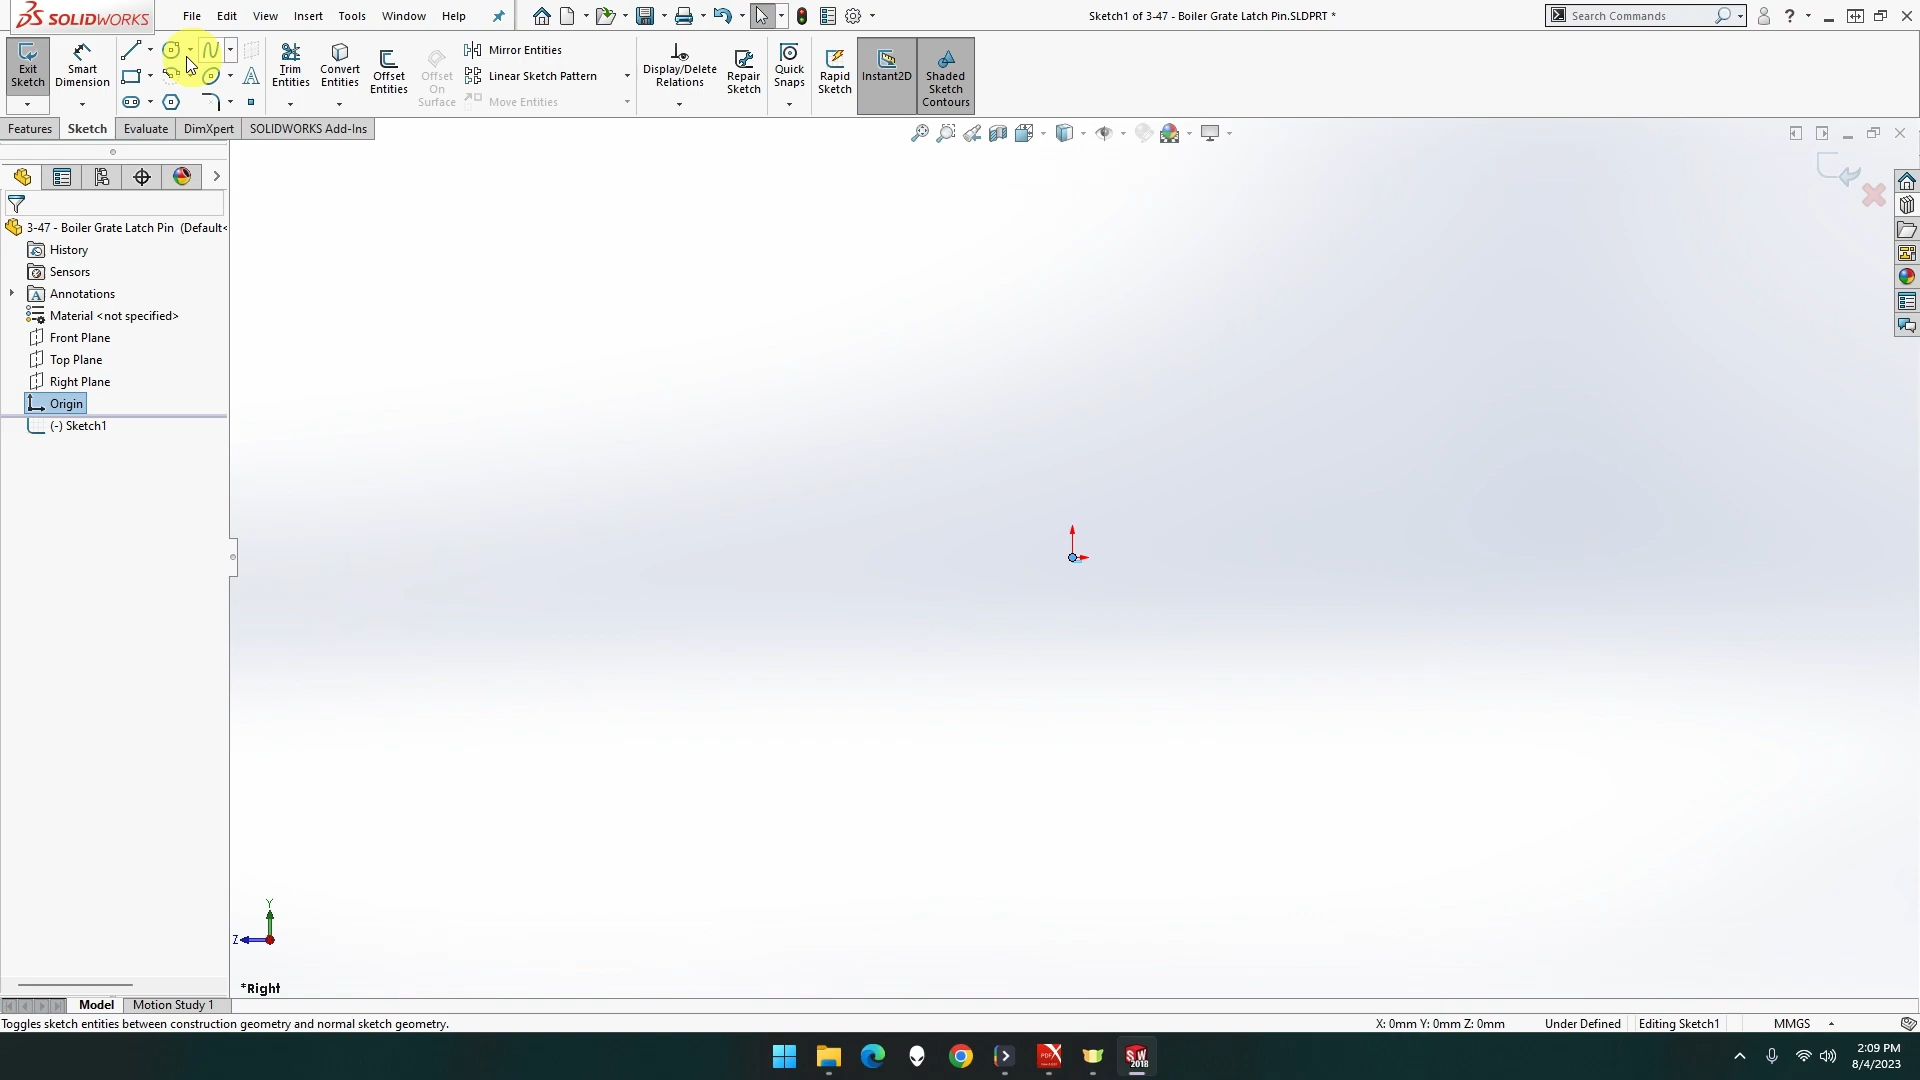 SOLIDWORKS File Edit View Insert Tools Window Help Sketch1 of 3-47 - Boiler Grate Latch Pin.SLDPRT * Search Commands
Exit Sketch
Smart Dimension
Trim Entities
Convert Entities
Offset Entities
Offset On Surface
Mirror Entities
Linear Sketch Pattern
Move Entities
Display/Delete Relations
Repair Sketch
Quick Snaps
Rapid Sketch
Instant2D
Shaded Sketch Contours
Features Sketch Evaluate DimXpert SOLIDWORKS Add-Ins
3-47 - Boiler Grate Latch Pin (Default<
History
Sensors
Annotations
Material <not specified>
Front Plane
Top Plane
Right Plane
Origin
(-) Sketch1
Y
Z
*Right
Model Motion Study 1
Toggles sketch entities between construction geometry and normal sketch geometry. X: 0mm Y: 0mm Z: 0mm Under Defined Editing Sketch1 MMGS
2:09 PM
8/4/2023